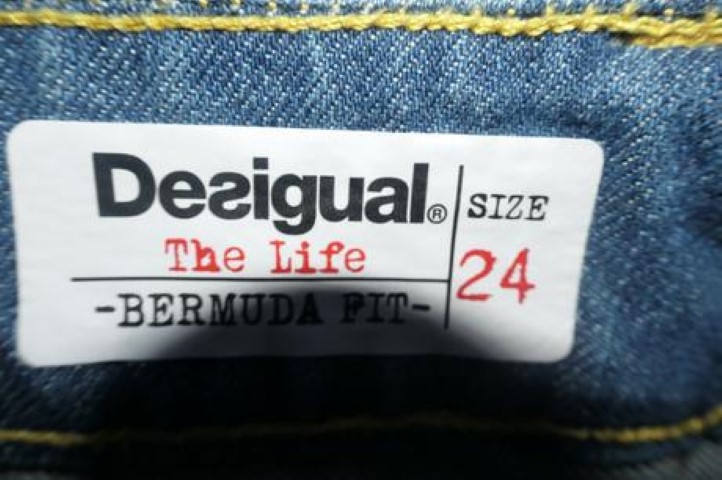 Desigual®
The Life
-BERMUDA FIT-
SIZE
24